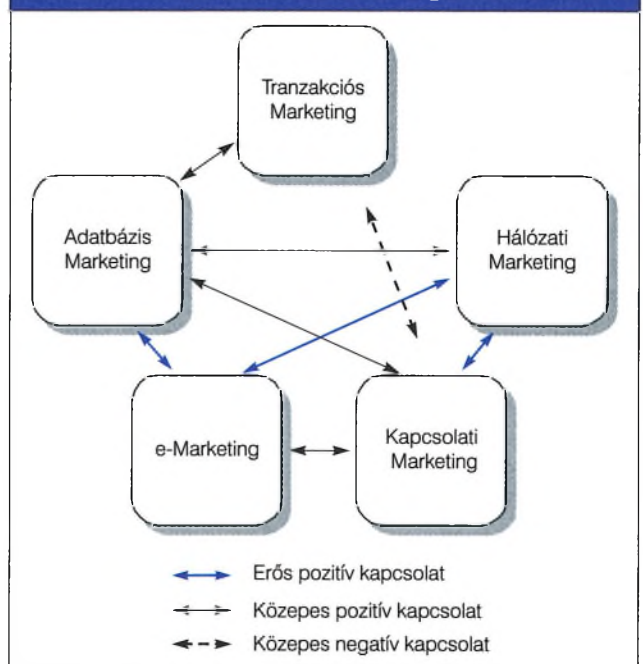 Tranzakciós
Marketing
Adatbázis
Marketing
Hálózati
Marketing
e-Marketing
Kapcsolati
Marketing
Erős pozitív kapcsolat
Közepes pozitív kapcsolat
Közepes negatív kapcsolat